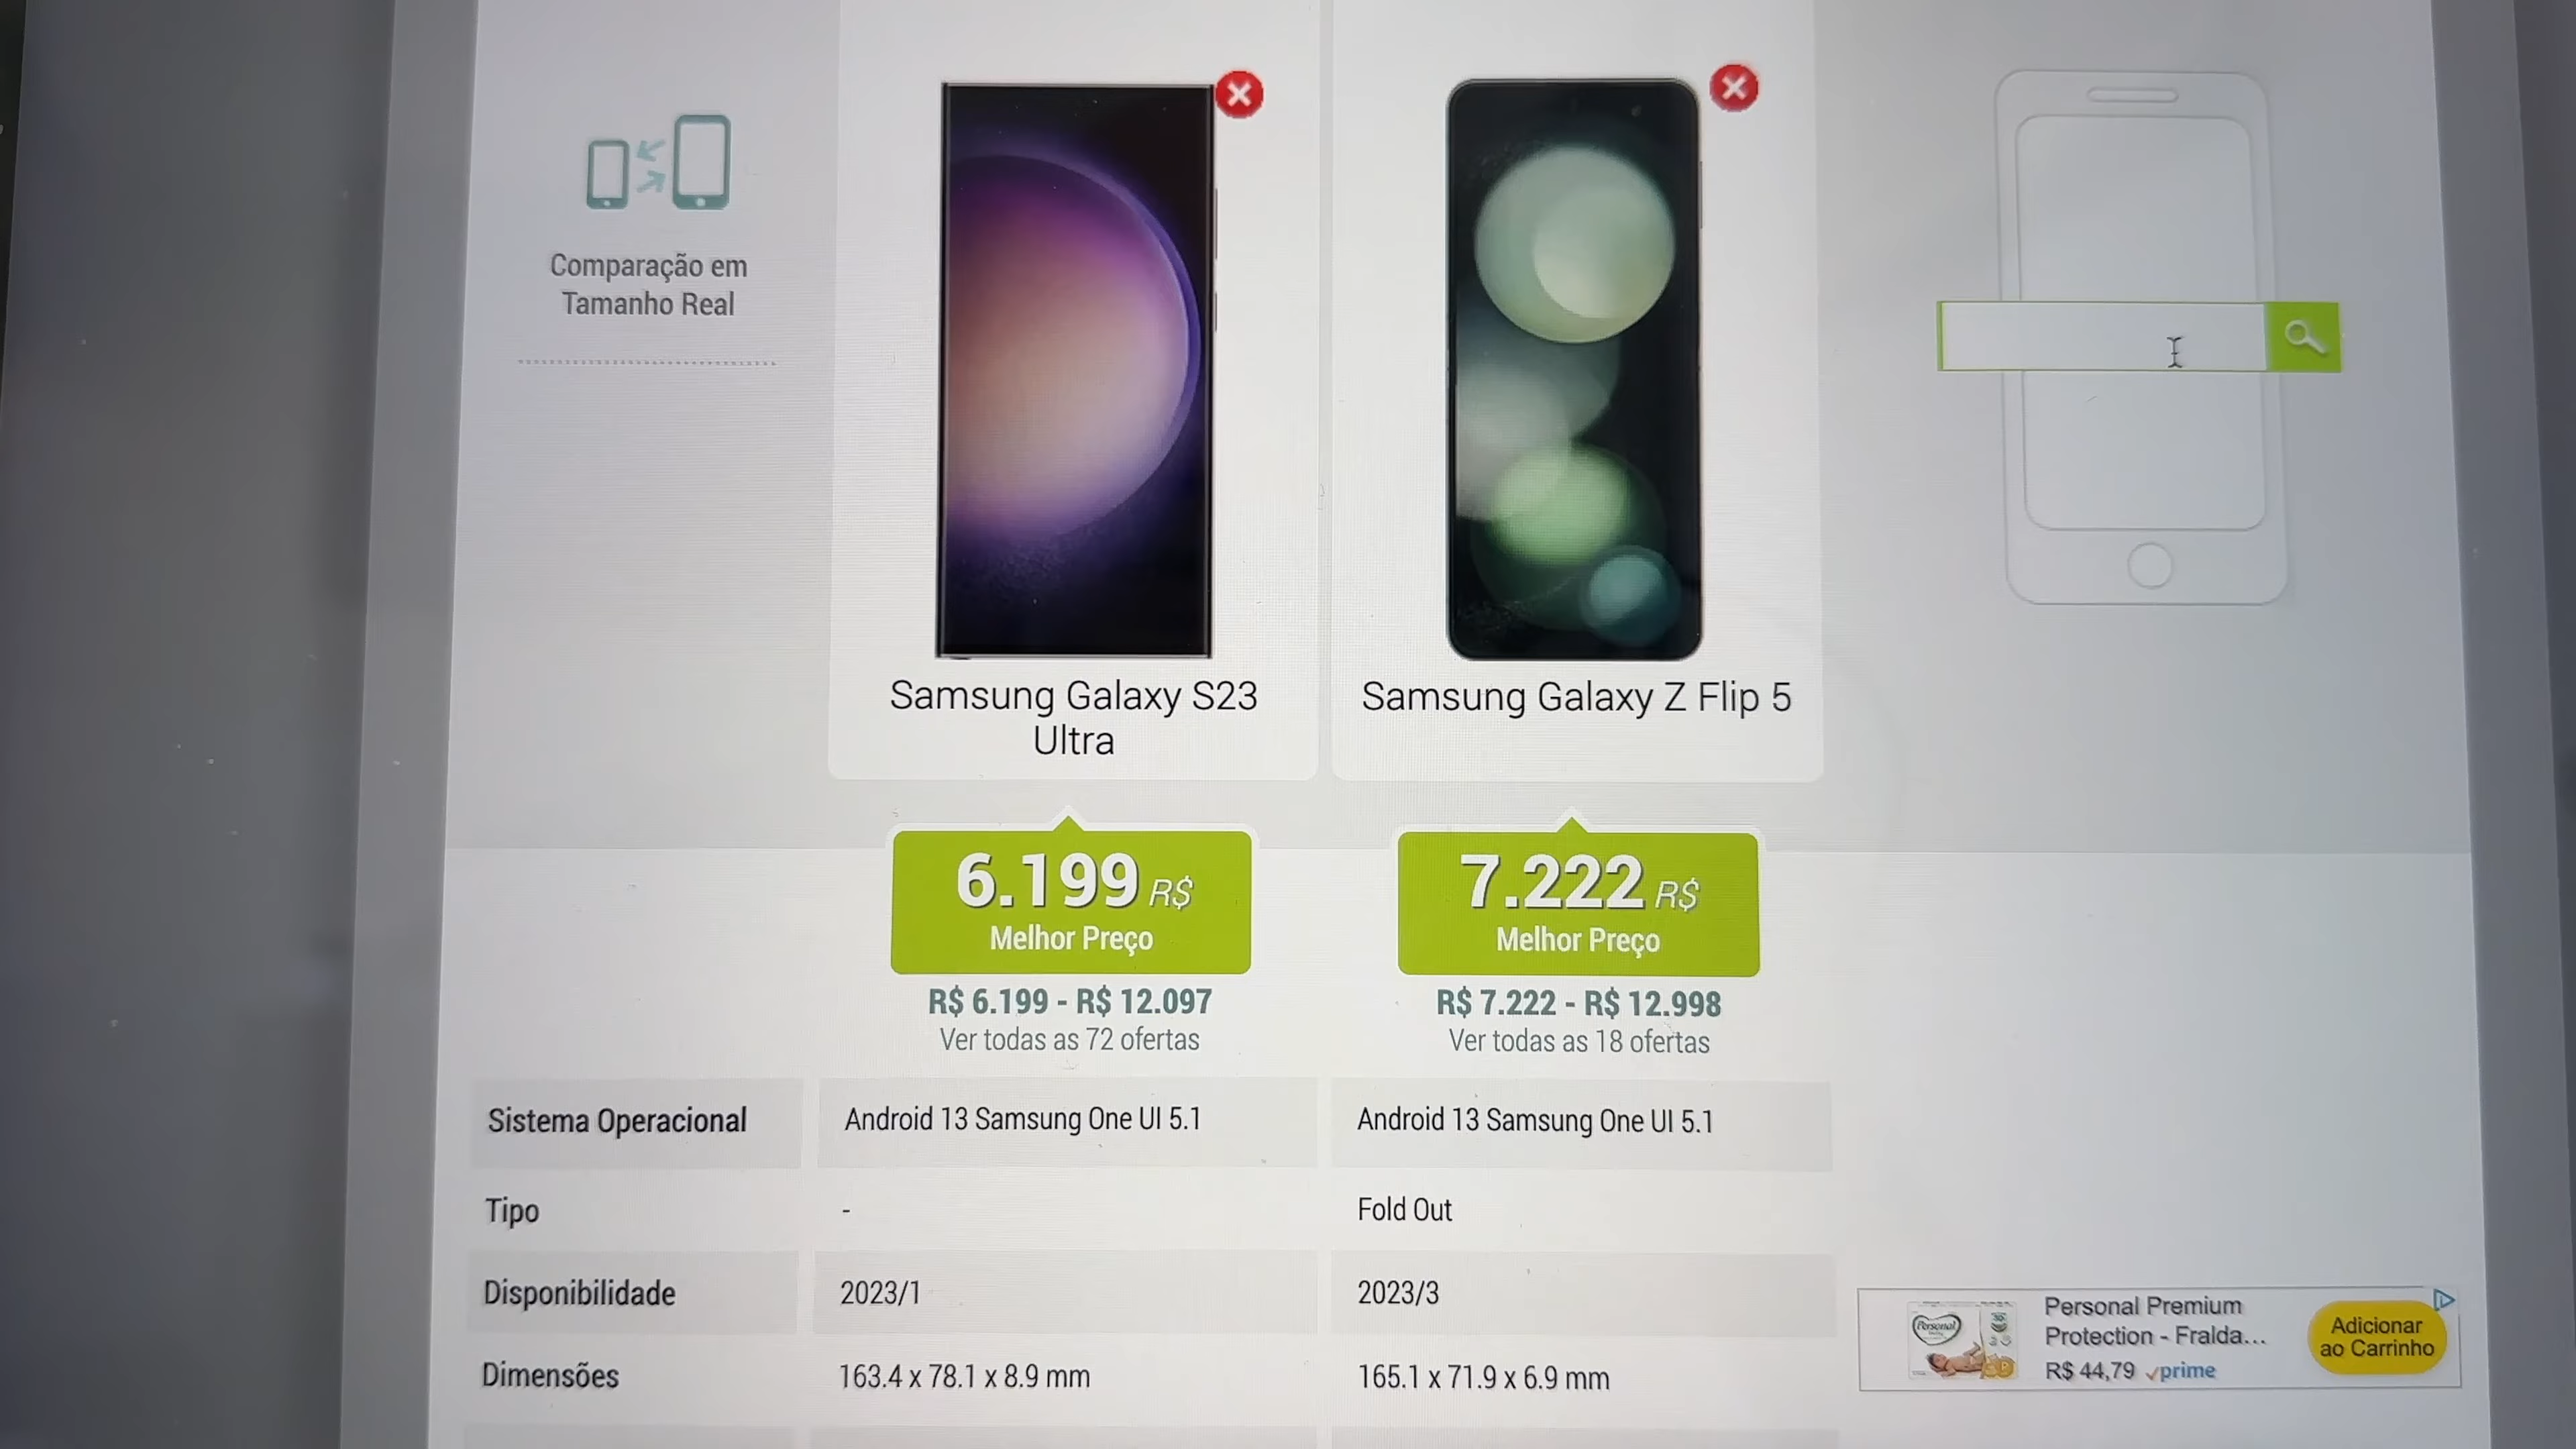 Comparação em
Tamanho Real
Samsung Galaxy S23
Ultra
Samsung Galaxy Z Flip 5
6.199 R$
Melhor Preço
R$ 6.199 - R$ 12.097
Ver todas as 72 ofertas
7.222 R$
Melhor Preço
R$ 7.222 - R$ 12.998
Ver todas as 18 ofertas
Sistema Operacional
Android 13 Samsung One UI 5.1
Android 13 Samsung One UI 5.1
Tipo
-
Fold Out
Disponibilidade
2023/1
2023/3
Dimensões
163.4 x 78.1 x 8.9 mm
165.1 x 71.9 x 6.9 mm
Personal
Personal Premium
Protection - Fralda...
R$ 44,79 prime
Adicionar
ao Carrinho